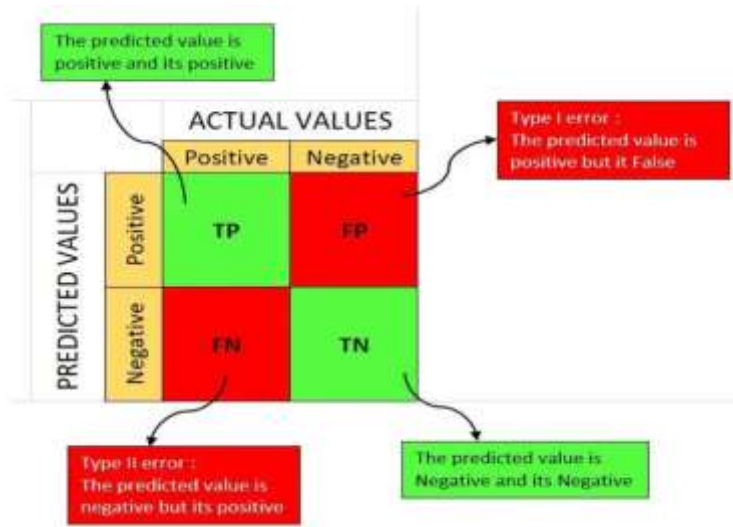 The predicted value is
positive and its positive
ACTUAL VALUES
Type I error :
The predicted value is
positive but it False
Positive
Negative
PREDICTED VALUES
Positive
TP
FP
Negative
FN
TN
Type II error :
The predicted value is
negative but its positive
The predicted value is
Negative and its Negative